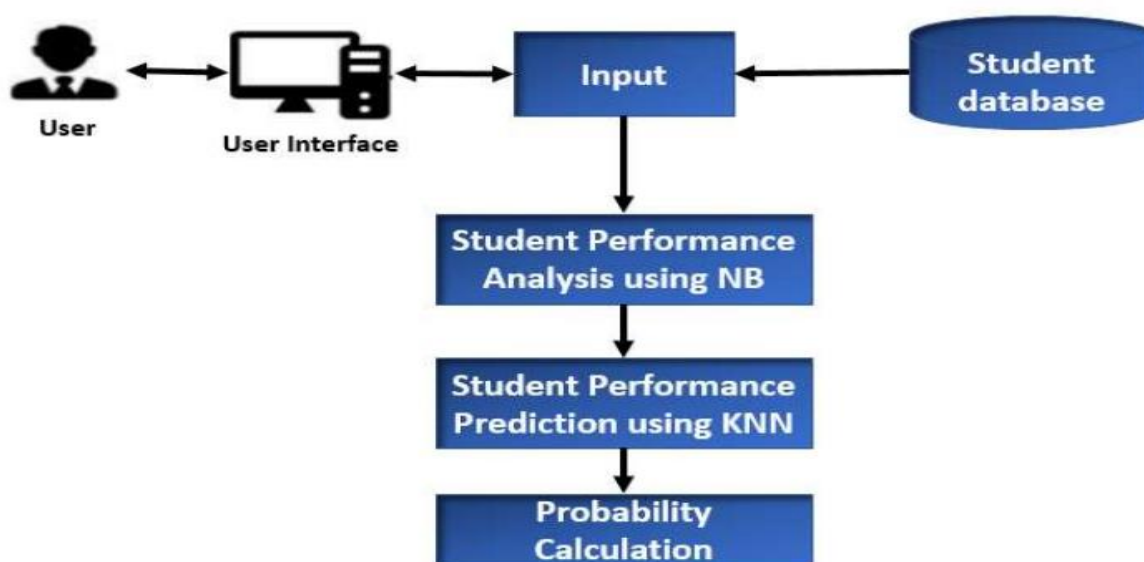 User
User Interface
Input
Student
database
Student Performance
Analysis using NB
Student Performance
Prediction using KNN
Probability
Calculation